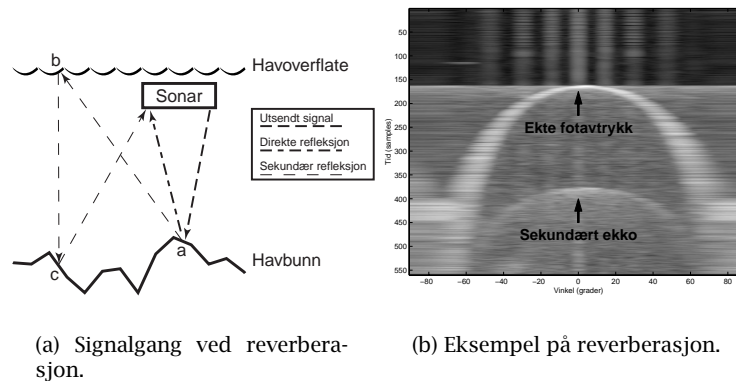 b
Havoverflate
Sonar
Utsendt signal
Direkte refleksjon
Sekundær refleksjon
a
Havbunn
c
(a) Signalgang ved reverbera-
sjon.
50
100
150
200
250
300
350
400
450
500
550
Tid (samples)
Ekte fotavtrykk
Sekundært ekko
-80 -60 -40 -20 0 20 40 60 80
Vinkel (grader)
(b) Eksempel på reverberasjon.